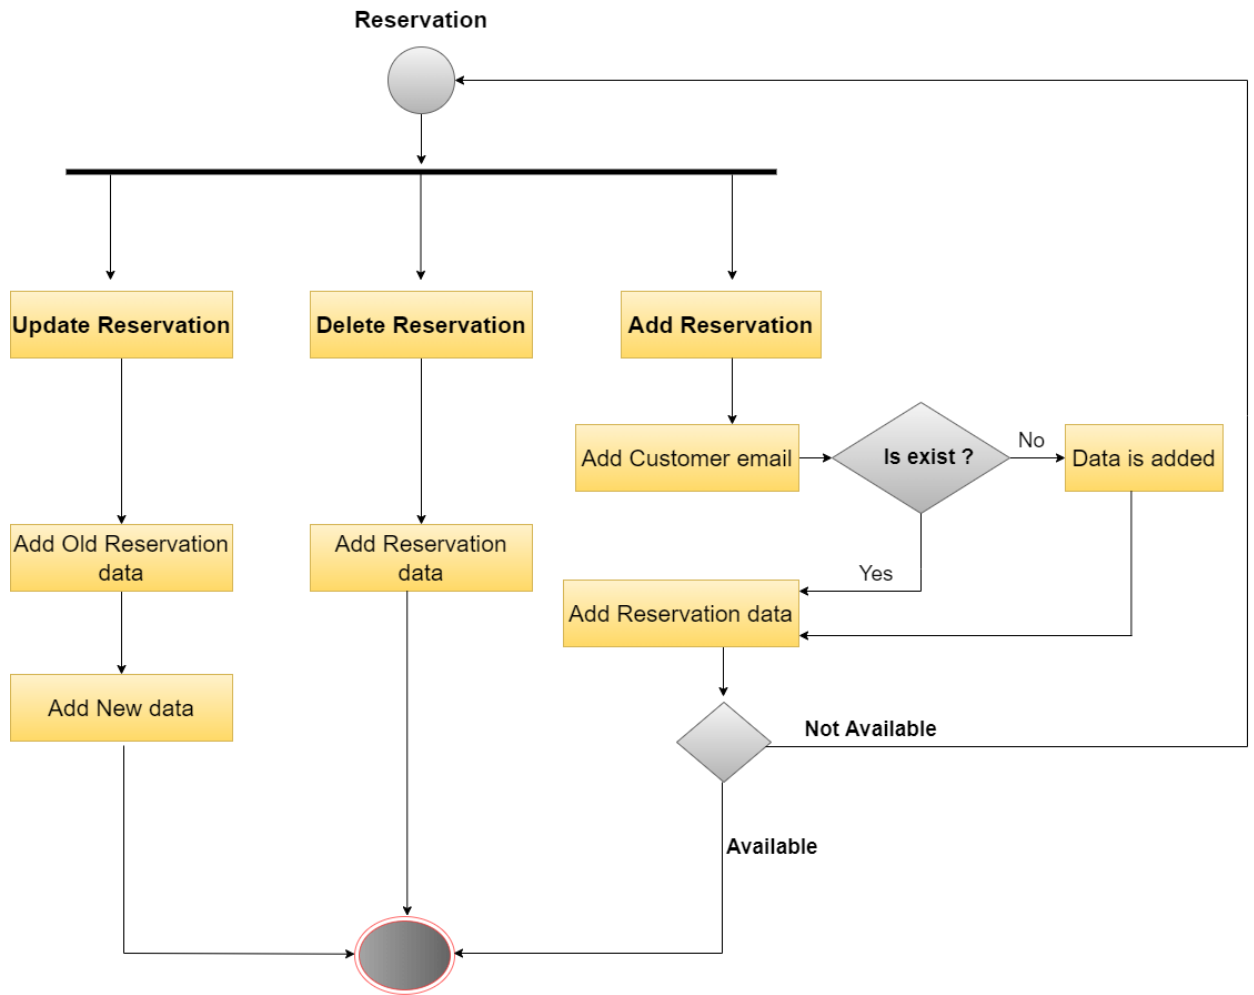 Reservation
Update Reservation
Delete Reservation
Add Reservation
Add Customer email
Is exist ?
No
Data is added
Add Old Reservation
data
Add Reservation
data
Yes
Add Reservation data
Add New data
Not Available
Available